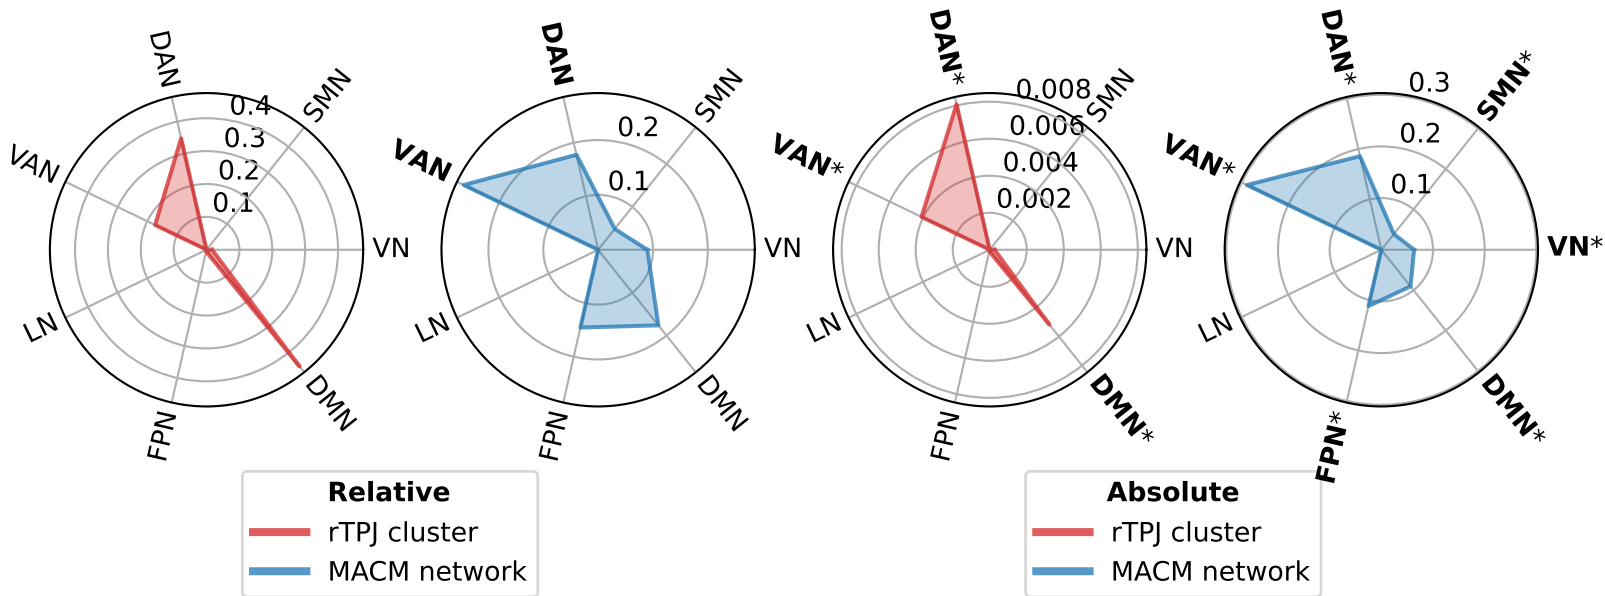 DAN
SMN
VAN
VN
LN
FPN
DMN
0.4
0.3
0.2
0.1
DAN
SMN
VAN
VN
LN
FPN
DMN
0.2
0.1
DAN*
SMN
VAN*
VN
LN
FPN
DMN*
0.008
0.006
0.004
0.002
DAN*
SMN*
VAN*
VN*
LN
FPN*
DMN*
0.3
0.2
0.1
Relative
rTPJ cluster
MACM network
Absolute
rTPJ cluster
MACM network